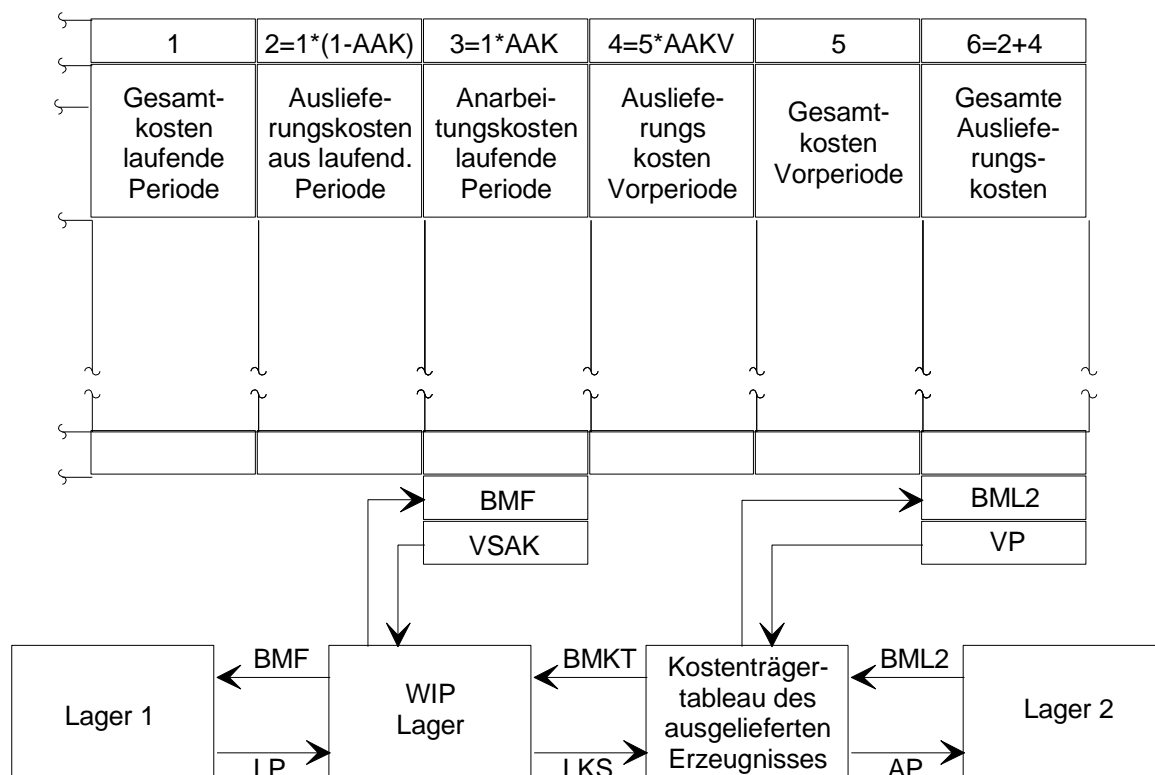 1
2=1*(1-AAK)
3=1*AAK
4=5*AAKV
5
6=2+4
Gesamt-
kosten
laufende
Periode
Ausliefe-
rungskosten
aus laufend.
Periode
Anarbei-
tungskosten
laufende
Periode
Ausliefe-
rungs
kosten
Vorperiode
Gesamt-
kosten
Vorperiode
Gesamte
Ausliefe-
rungs-
kosten
BMF
VSAK
BML2
VP
Lager 1
BMF
LP
WIP
Lager
BMKT
LKS
Kostenträger-
tableau des
ausgelieferten
Erzeugnisses
BML2
AP
Lager 2